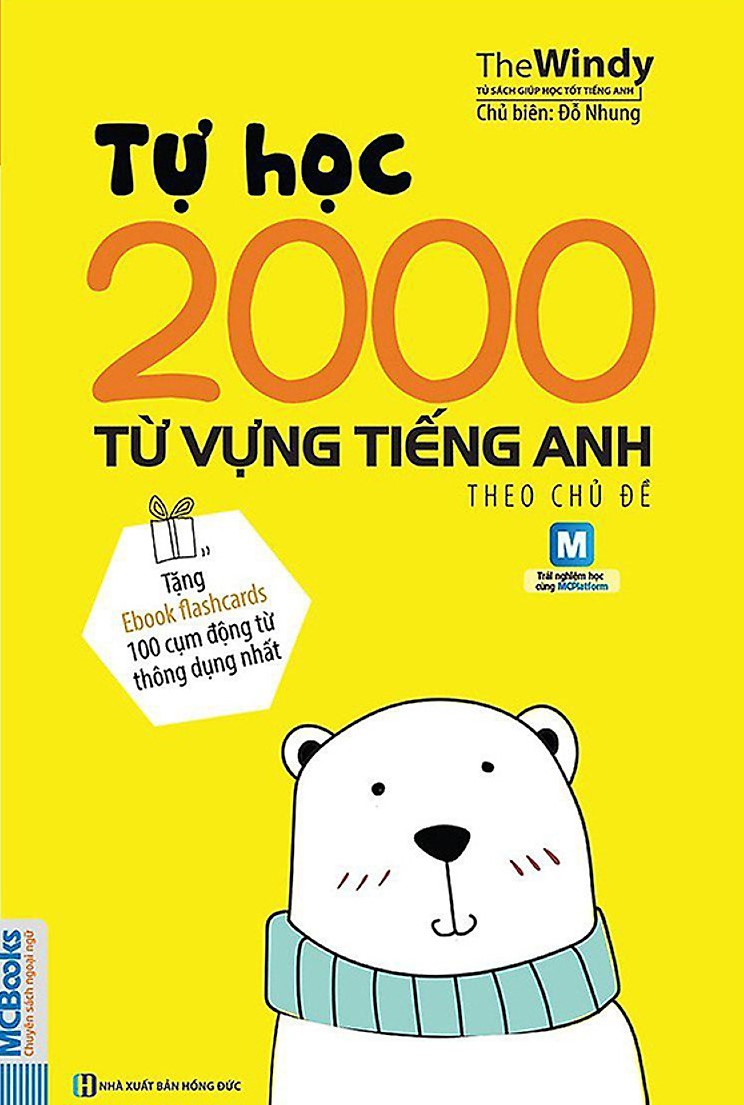 TheWindy
TỦ SÁCH GIÚP HỌC TỐT TIẾNG ANH
Chủ biên: Đỗ Nhung
Tự học
2000
TỪ VỰNG TIẾNG ANH
THEO CHỦ ĐỀ
M
Trải nghiệm học
cùng MCPlatform
Tặng
Ebook flashcards
100 cụm động từ
thông dụng nhất
MCBooks
Chuyên sách ngoại ngữ
NHÀ XUẤT BẢN HỒNG ĐỨC